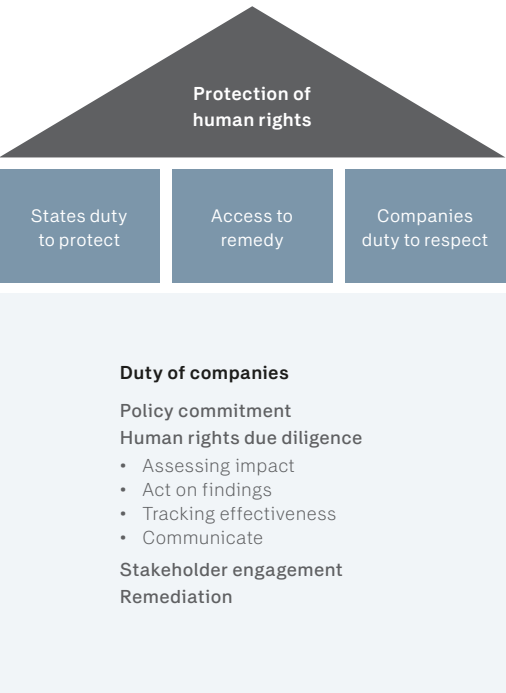 Protection of
human rights
States duty
to protect
Access to
remedy
Companies
duty to respect
Duty of companies
Policy commitment
Human rights due diligence
• Assessing impact
• Act on findings
• Tracking effectiveness
• Communicate
Stakeholder engagement
Remediation